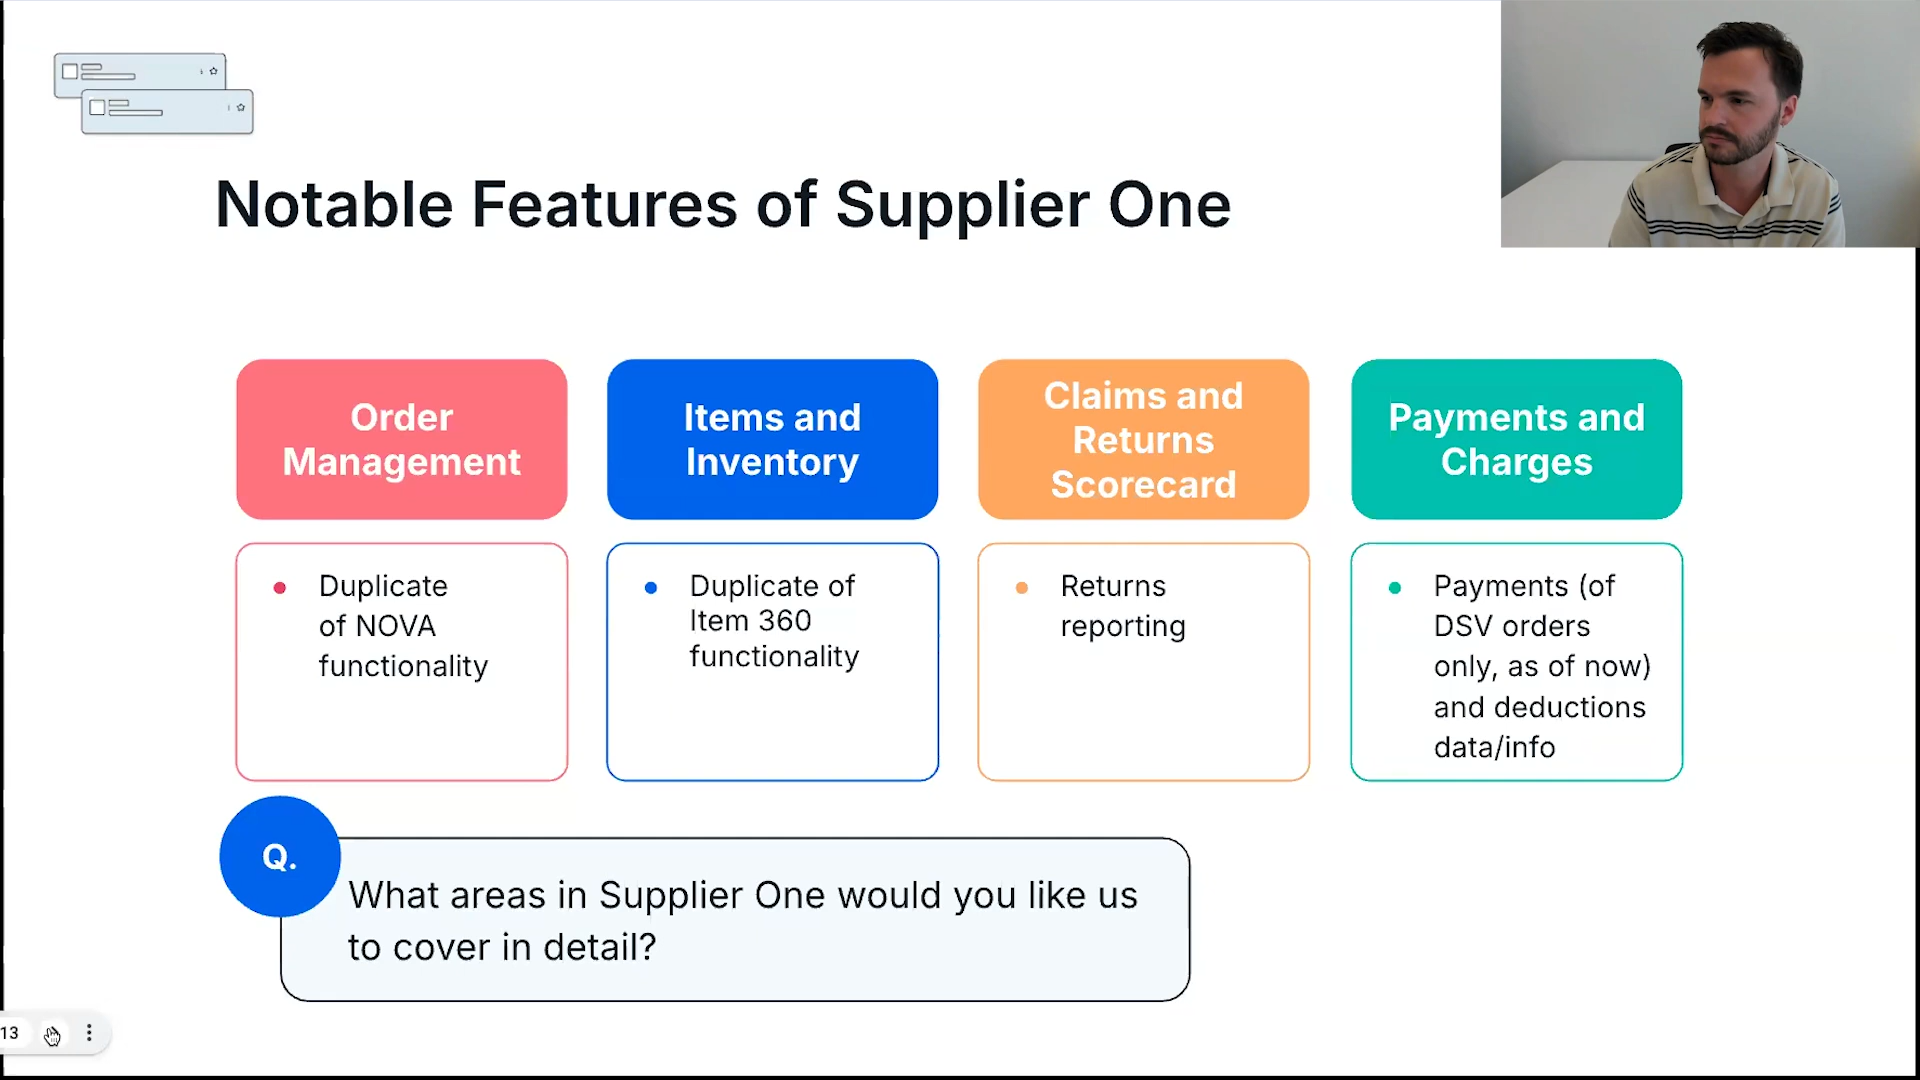 Notable Features of Supplier One
Order
Management
Items and
Inventory
Claims and
Returns
Scorecard
Payments and
Charges
Duplicate
of NOVA
functionality
Duplicate of
Item 360
functionality
Returns
reporting
Payments (of
DSV orders
only, as of now)
and deductions
data/info
Q.
What areas in Supplier One would you like us
to cover in detail?
13